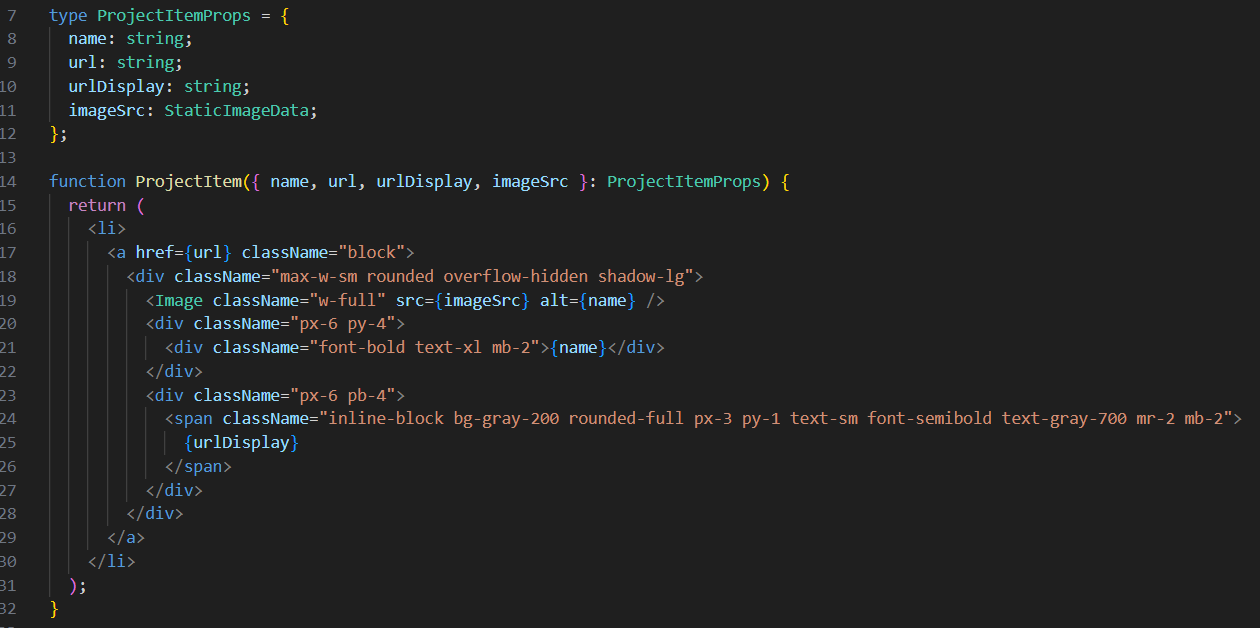 7 type ProjectItemProps = {
8 name: string;
9 url: string;
10 urlDisplay: string;
11 imageSrc: StaticImageData;
12 };
13
14 function ProjectItem({ name, url, urlDisplay, imageSrc }: ProjectItemProps) {
15 return (
16 <li>
17 <a href={url} className="block">
18 <div className="max-w-sm rounded overflow-hidden shadow-lg">
19 <Image className="w-full" src={imageSrc} alt={name} />
20 <div className="px-6 py-4">
21 <div className="font-bold text-xl mb-2">{name}</div>
22 </div>
23 <div className="px-6 pb-4">
24 <span className="inline-block bg-gray-200 rounded-full px-3 py-1 text-sm font-semibold text-gray-700 mr-2 mb-2">
25 {urlDisplay}
26 </span>
27 </div>
28 </div>
29 </a>
30 </li>
31 );
32 }